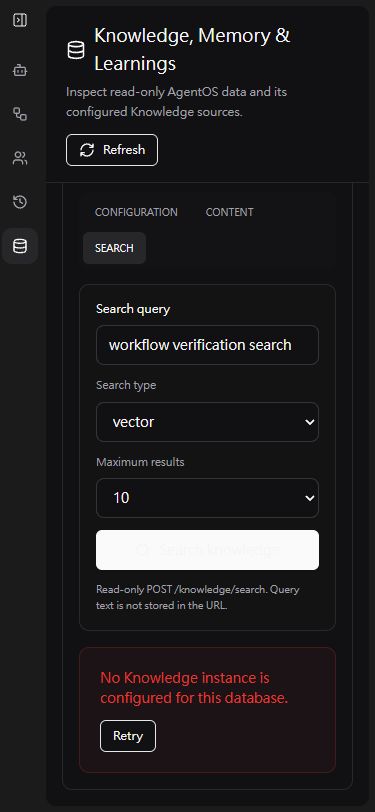 Knowledge, Memory &
Learnings
Inspect read-only AgentOS data and its
configured Knowledge sources.
Refresh
CONFIGURATION
CONTENT
SEARCH
Search query
workflow verification search
Search type
vector
Maximum results
10
Search knowledge
Read-only POST /knowledge/search. Query
text is not stored in the URL.
No Knowledge instance is
configured for this database.
Retry